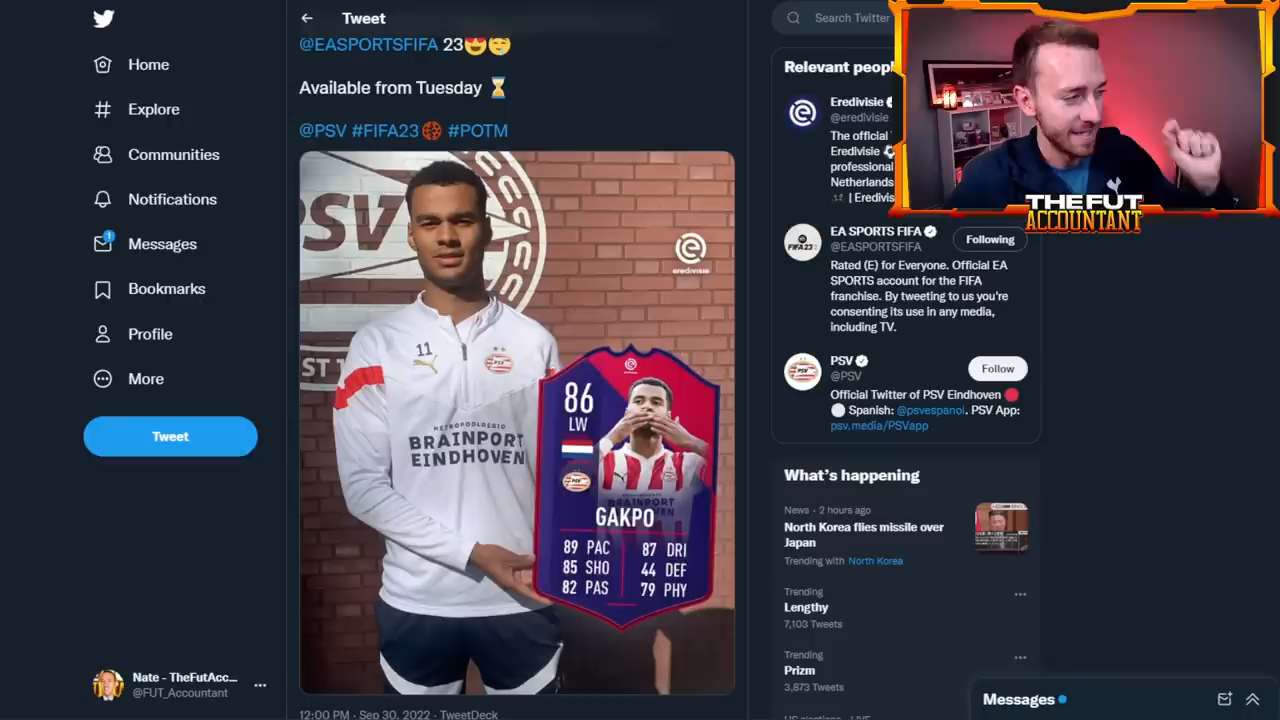 Tweet
Search Twitter
@EASPORTSFIFA 23😍🤤
Available from Tuesday ⌛
@PSV #FIFA23 #POTM
Home
Explore
Communities
Notifications
1
Messages
Bookmarks
Profile
More
Tweet
Nate - TheFutAcc...
@FUT_Accountant
PSV
eredivisie
11
METROPOOLREGIO
BRAINPORT
EINDHOVEN
86
LW
GAKPO
89 PAC
87 DRI
85 SHO
44 DEF
82 PAS
79 PHY
12:00 PM · Sep 30, 2022 · TweetDeck
Relevant peopl
Eredivisie
@eredivisie
The official
Eredivisie
professional
Netherlands
| Eredivis
THE FUT
ACCOUNTANT
EA SPORTS FIFA
@EASPORTSFIFA
Following
Rated (E) for Everyone. Official EA
SPORTS account for the FIFA
franchise. By tweeting to us you're
consenting its use in any media,
including TV.
PSV
@PSV
Follow
Official Twitter of PSV Eindhoven 🔴
⚪ Spanish: @psvespanol. PSV App:
psv.media/PSVapp
What's happening
News · 2 hours ago
North Korea flies missile over
Japan
Trending with North Korea
Trending
Lengthy
7,103 Tweets
Trending
Prizm
3,873 Tweets
Messages